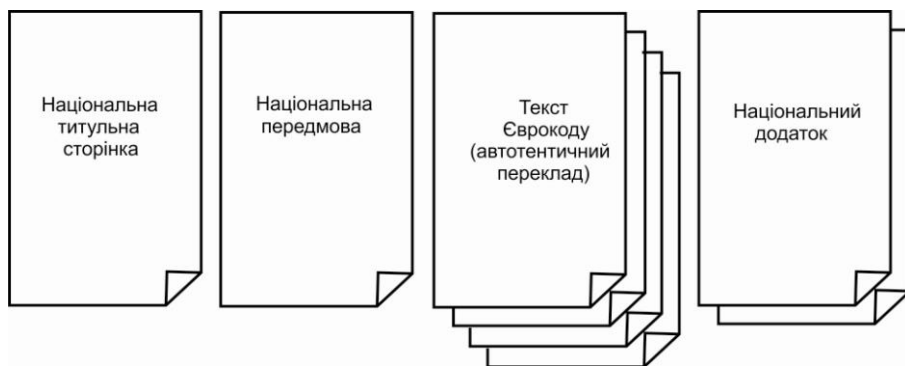 Національна
титульна
сторінка
Національна
передмова
Текст
Єврокоду
(автотентичний
переклад)
Національний
додаток